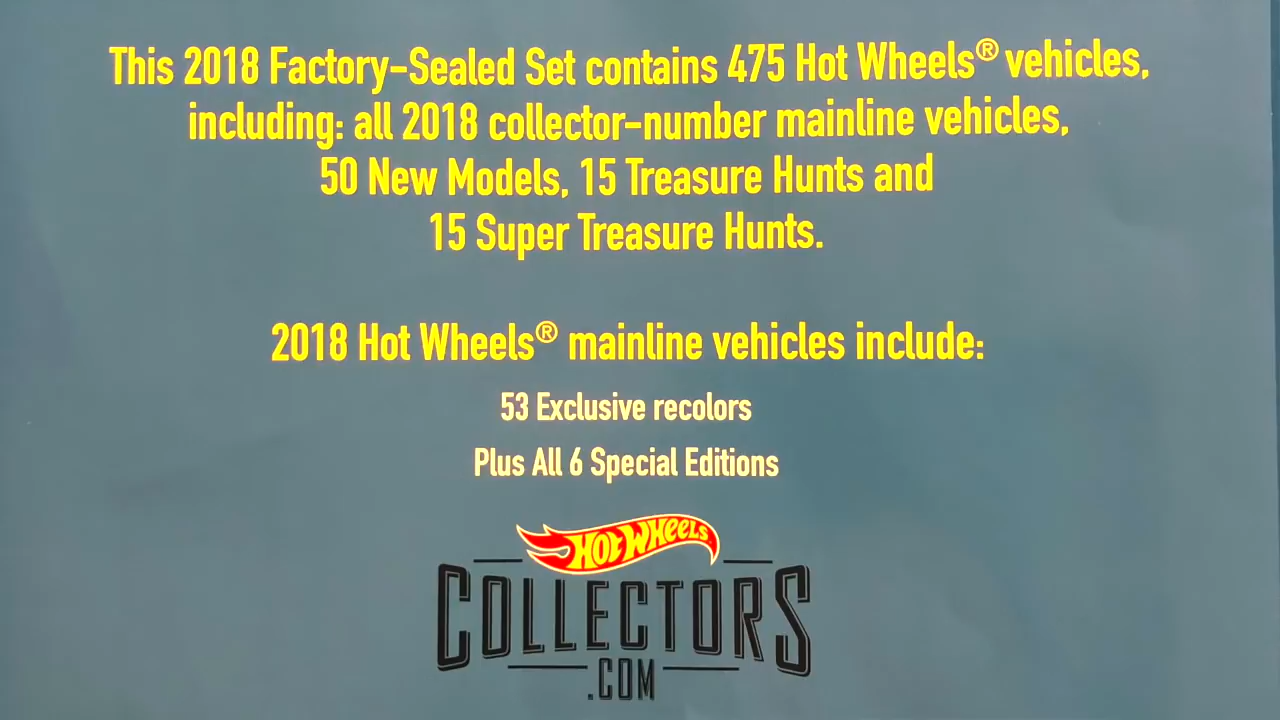 This 2018 Factory-Sealed Set contains 475 Hot Wheels® vehicles,
including: all 2018 collector-number mainline vehicles,
50 New Models, 15 Treasure Hunts and
15 Super Treasure Hunts.
2018 Hot Wheels® mainline vehicles include:
53 Exclusive recolors
Plus All 6 Special Editions
HOT WHEELS
COLLECTORS
.COM